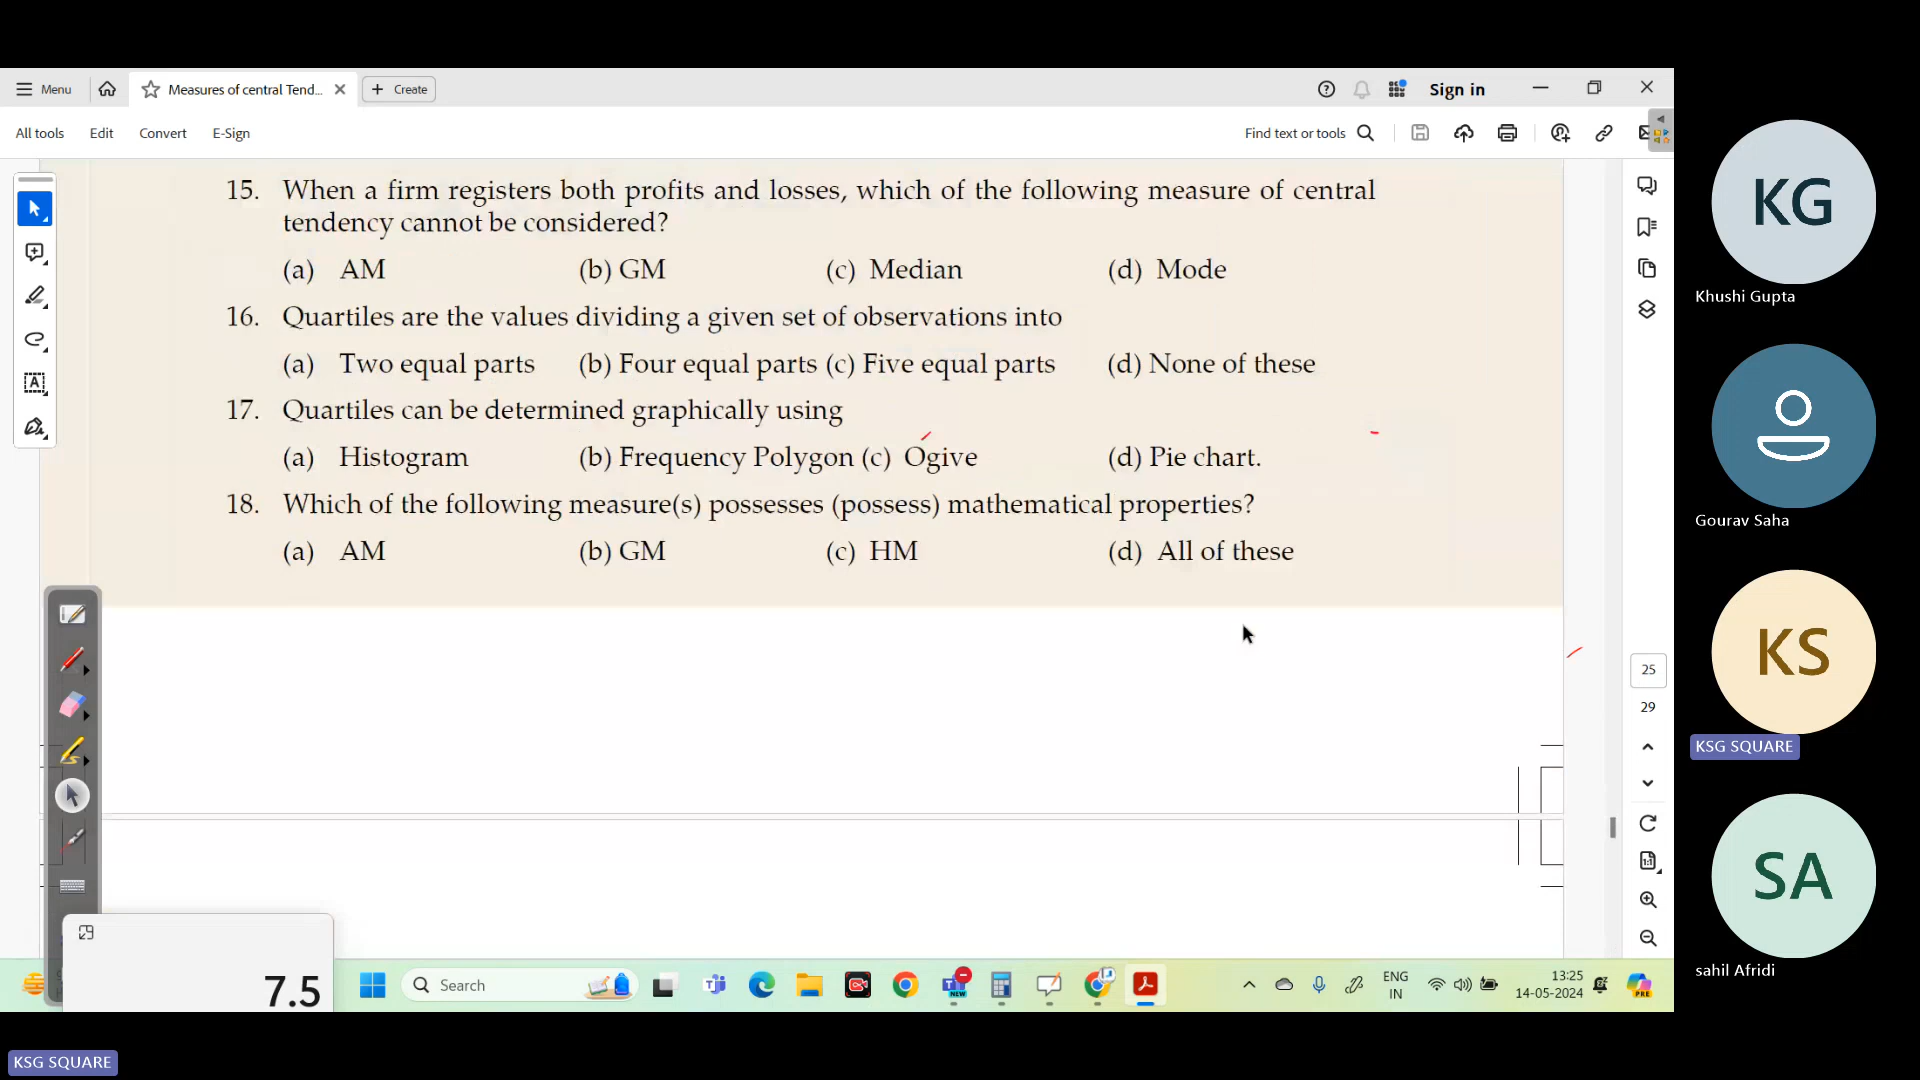 Menu
Measures of central Tend...
Create
Sign in
All tools
Edit
Convert
E-Sign
Find text or tools
15. When a firm registers both profits and losses, which of the following measure of central
tendency cannot be considered?
(a) AM (b) GM (c) Median (d) Mode
16. Quartiles are the values dividing a given set of observations into
(a) Two equal parts (b) Four equal parts (c) Five equal parts (d) None of these
17. Quartiles can be determined graphically using
(a) Histogram (b) Frequency Polygon (c) Ogive (d) Pie chart.
18. Which of the following measure(s) possesses (possess) mathematical properties?
(a) AM (b) GM (c) HM (d) All of these
25
29
7.5
Search
NEW
ENG
IN
13:25
14-05-2024
PRE
KG
Khushi Gupta
Gourav Saha
KS
KSG SQUARE
SA
sahil Afridi
KSG SQUARE